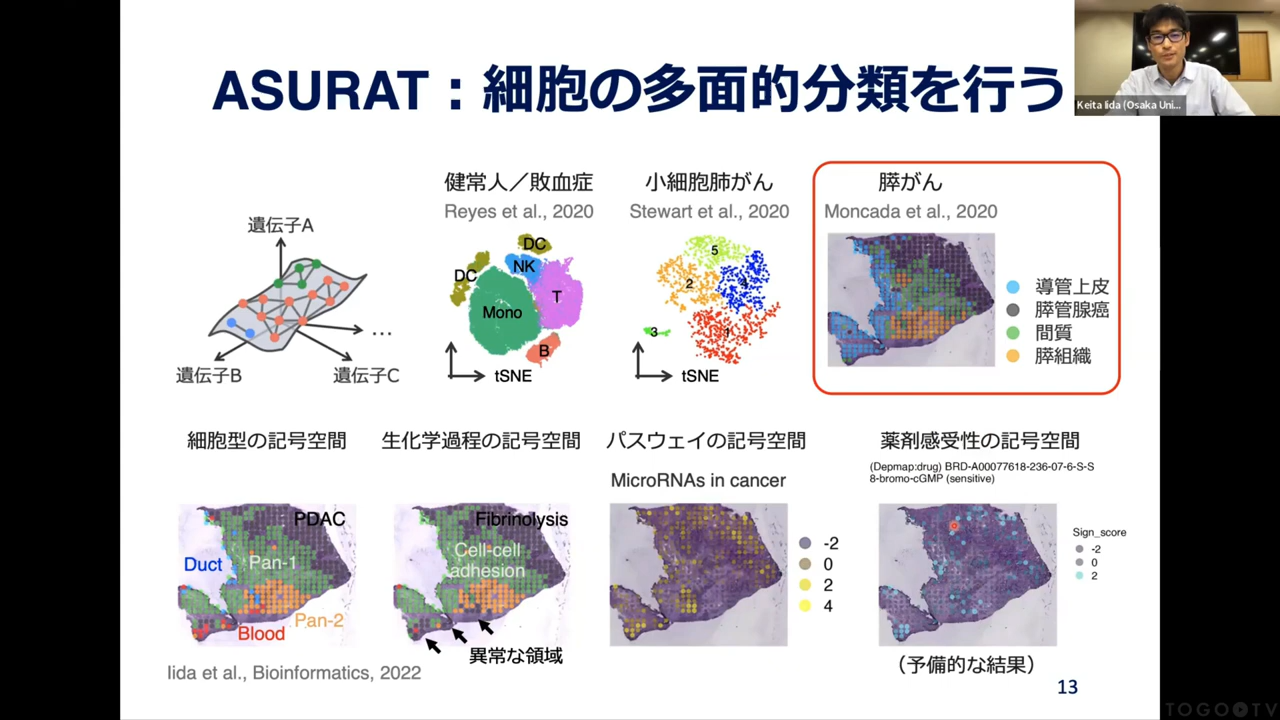 ASURAT：細胞の多面的分類を行う
Keita Iida (Osaka Uni...
遺伝子A
遺伝子B
遺伝子C
…
健常人／敗血症
Reyes et al., 2020
DC
DC
NK
T
Mono
B
tSNE
小細胞肺がん
Stewart et al., 2020
5
2
3
1
tSNE
膵がん
Moncada et al., 2020
導管上皮
膵管腺癌
間質
膵組織
細胞型の記号空間
生化学過程の記号空間
パスウェイの記号空間
薬剤感受性の記号空間
PDAC
Duct
Pan-1
Pan-2
Blood
Fibrinolysis
Cell-cell
adhesion
異常な領域
MicroRNAs in cancer
-2
0
2
4
(Depmap:drug) BRD-A00077618-236-07-6-S-S
8-bromo-cGMP (sensitive)
Sign_score
-2
0
2
（予備的な結果）
Iida et al., Bioinformatics, 2022
13
TOGOTV